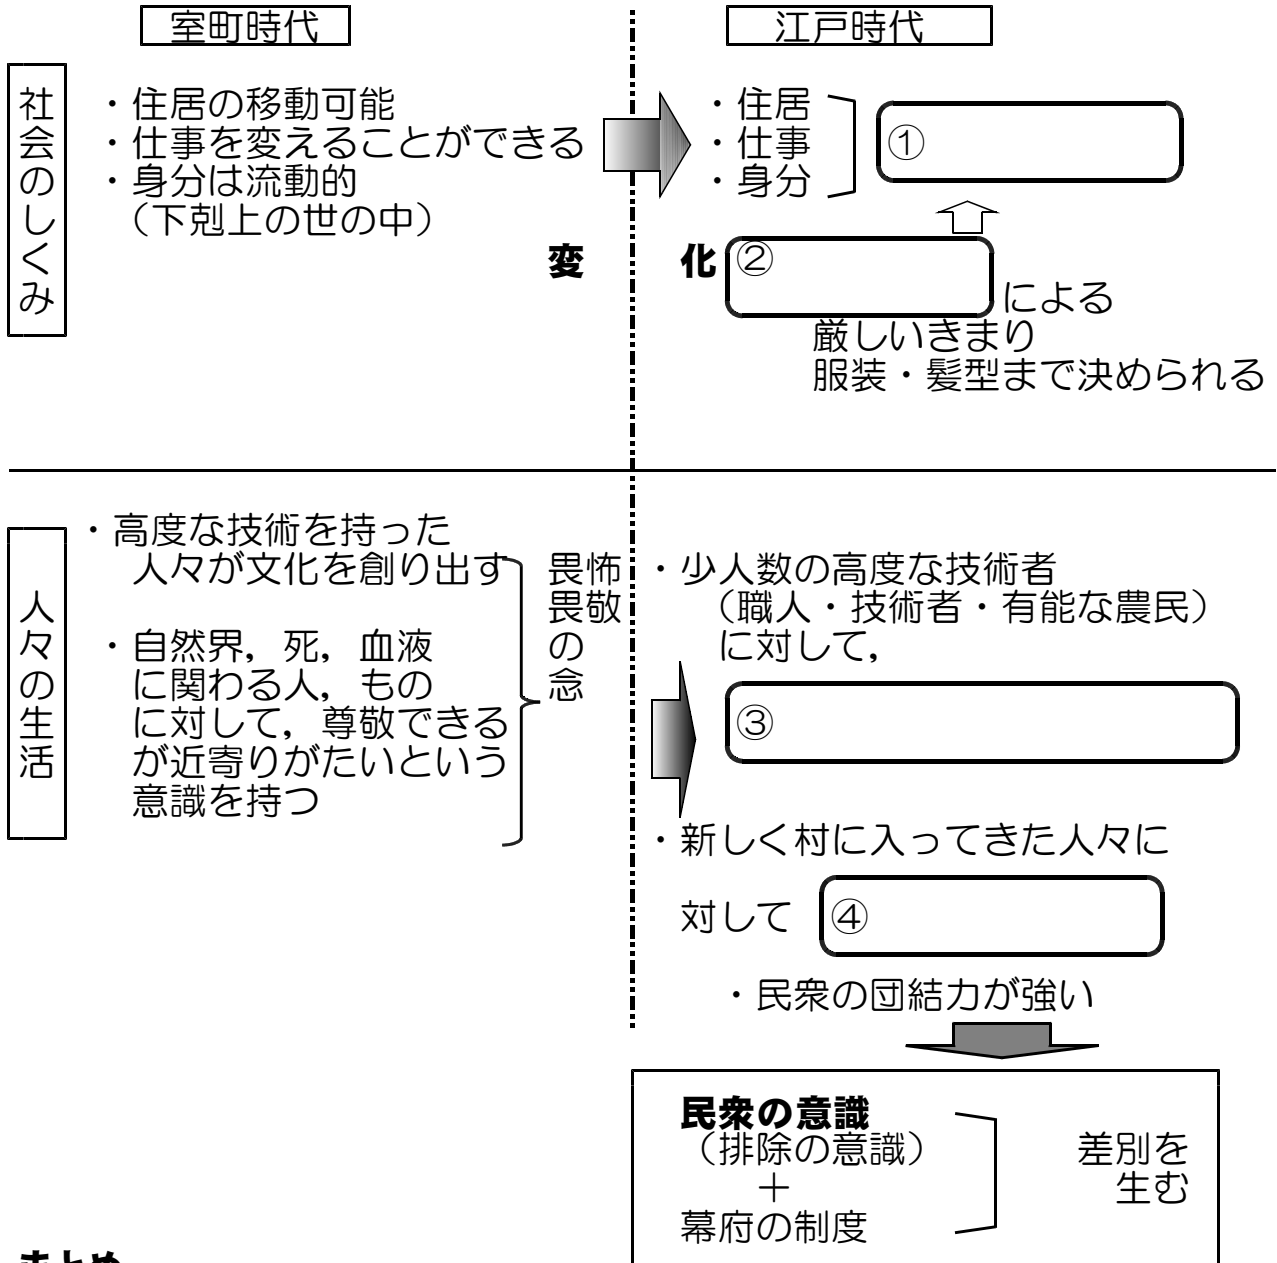 室町時代
江戸時代
社会のしくみ
・住居の移動可能
・仕事を変えることができる
・身分は流動的
（下剋上の世の中）
・住居
・仕事
・身分
①
変化
②
による
厳しいきまり
服装・髪型まで決められる
人々の生活
・高度な技術を持った
人々が文化を創り出す
・自然界，死，血液
に関わる人，もの
に対して，尊敬できる
が近寄りがたいという
意識を持つ
畏怖
畏敬
の
念
・少人数の高度な技術者
（職人・技術者・有能な農民）
に対して，
③
・新しく村に入ってきた人々に
対して
④
・民衆の団結力が強い
民衆の意識
（排除の意識）
＋
幕府の制度
差別を
生む
まとめ